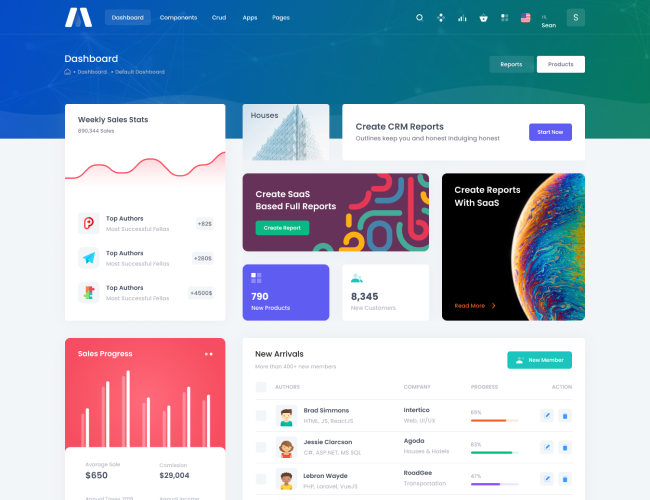 Dashboard Components Crud Apps Pages
Hi,
Sean
S
Dashboard
• Dashboard • Default Dashboard
Reports Products
Weekly Sales Stats
890,344 Sales
Top Authors
Most Successful Fellas
+82$
Top Authors
Most Successful Fellas
+280$
Top Authors
Most Successful Fellas
+4500$
Houses
Create CRM Reports
Outlines keep you and honest indulging honest
Start Now
Create SaaS
Based Full Reports
Create Report
Create Reports
With SaaS
Read More
790
New Products
8,345
New Customers
Sales Progress
Average Sale
$650
Comission
$29,004
Annual Taxes 2019
Annual Income
New Arrivals
More than 400+ new members
New Member
AUTHORS COMPANY PROGRESS ACTION
Brad Simmons
HTML, JS, ReactJS
Intertico
Web, UI/UX
65%
Jessie Clarcson
C#, ASP.NET, MS SQL
Agoda
Houses & Hotels
83%
Lebron Wayde
PHP, Laravel, VueJS
RoadGee
Transportation
47%